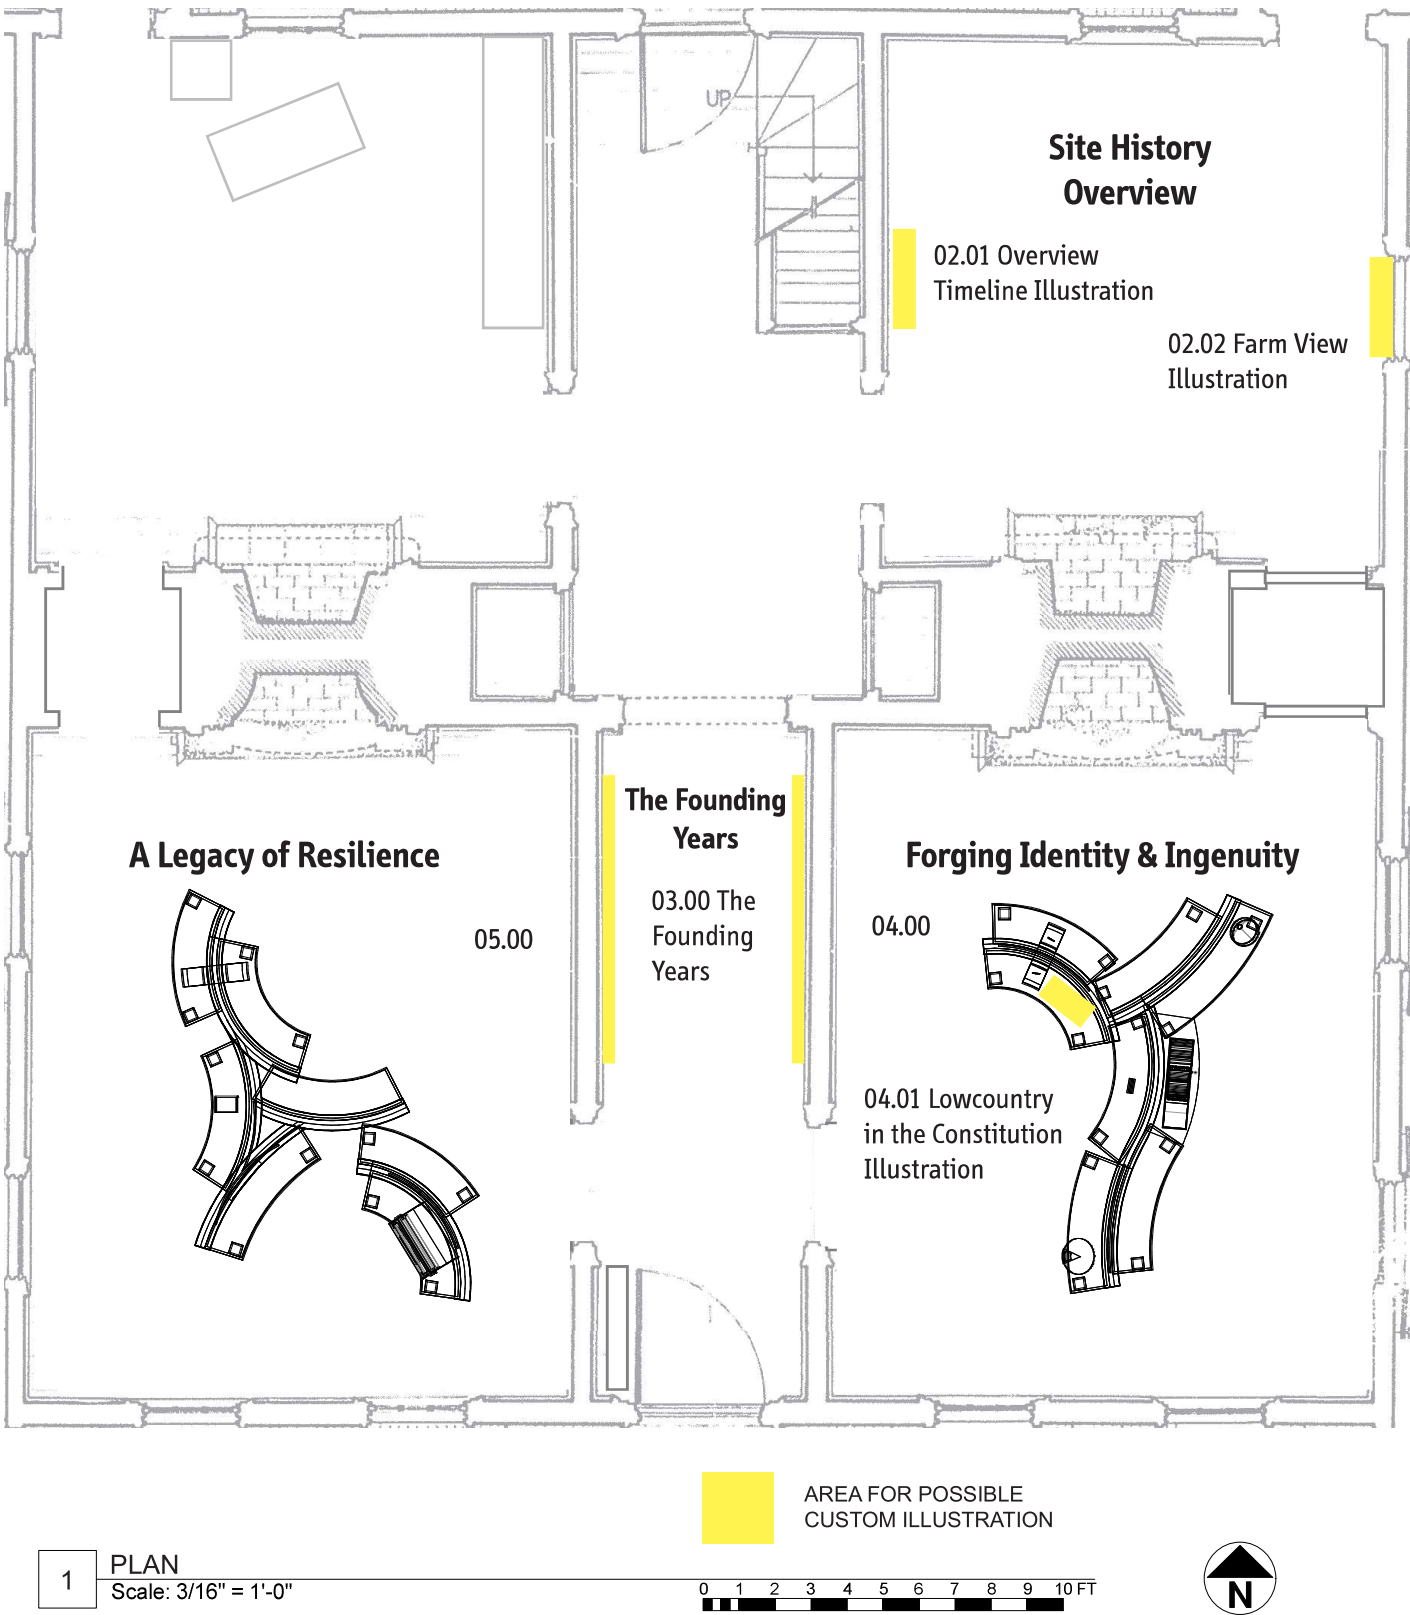 UP
Site History
Overview
02.01 Overview
Timeline Illustration
02.02 Farm View
Illustration
The Founding
Years
A Legacy of Resilience
Forging Identity & Ingenuity
03.00 The
Founding
Years
05.00
04.00
04.01 Lowcountry
in the Constitution
Illustration
AREA FOR POSSIBLE
CUSTOM ILLUSTRATION
1
PLAN
Scale: 3/16" = 1'-0"
0 1 2 3 4 5 6 7 8 9 10 FT
N